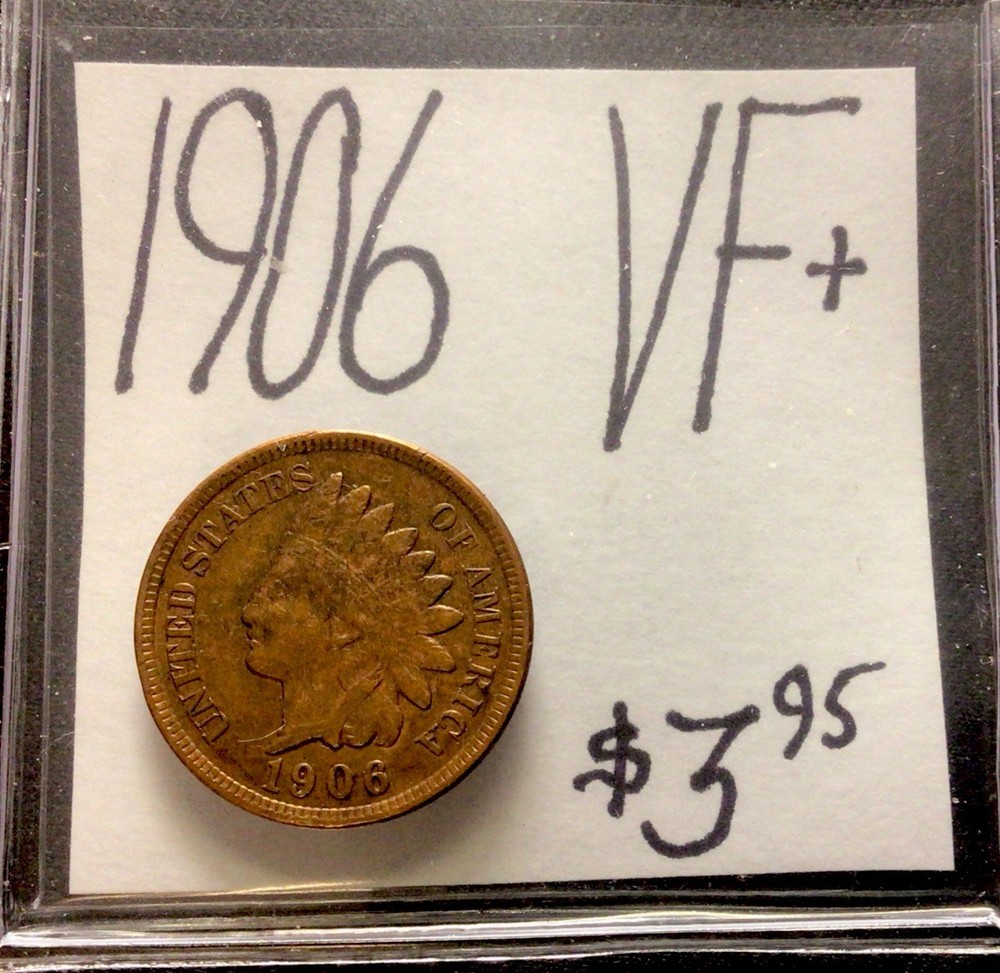 1906 VF+
UNITED STATES OF AMERICA
1906
$3.95